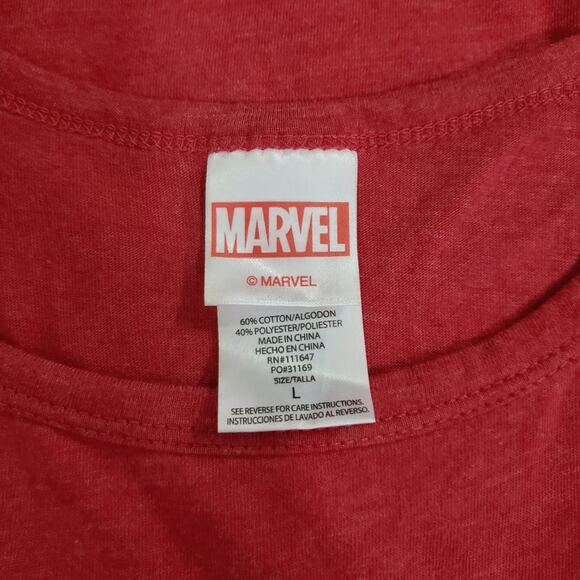 MARVEL
© MARVEL
60% COTTON/ALGODON
40% POLYESTER/POLIESTER
MADE IN CHINA
HECHO EN CHINA
RN#111647
PO#31169
SIZE/TALLA
L
SEE REVERSE FOR CARE INSTRUCTIONS.
INSTRUCCIONES DE LAVADO AL REVERSO.